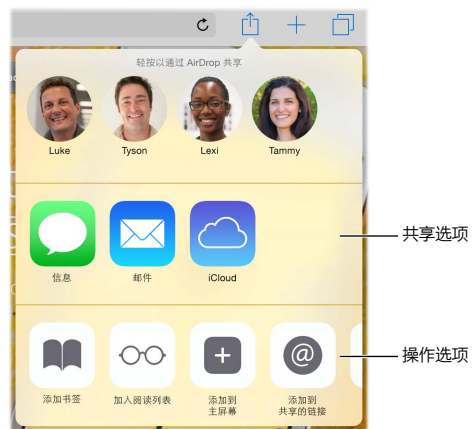 轻按以通过 AirDrop 共享
Luke
Tyson
Lexi
Tammy
信息
邮件
iCloud
共享选项
添加书签
加入阅读列表
添加到
主屏幕
添加到
共享的链接
操作选项